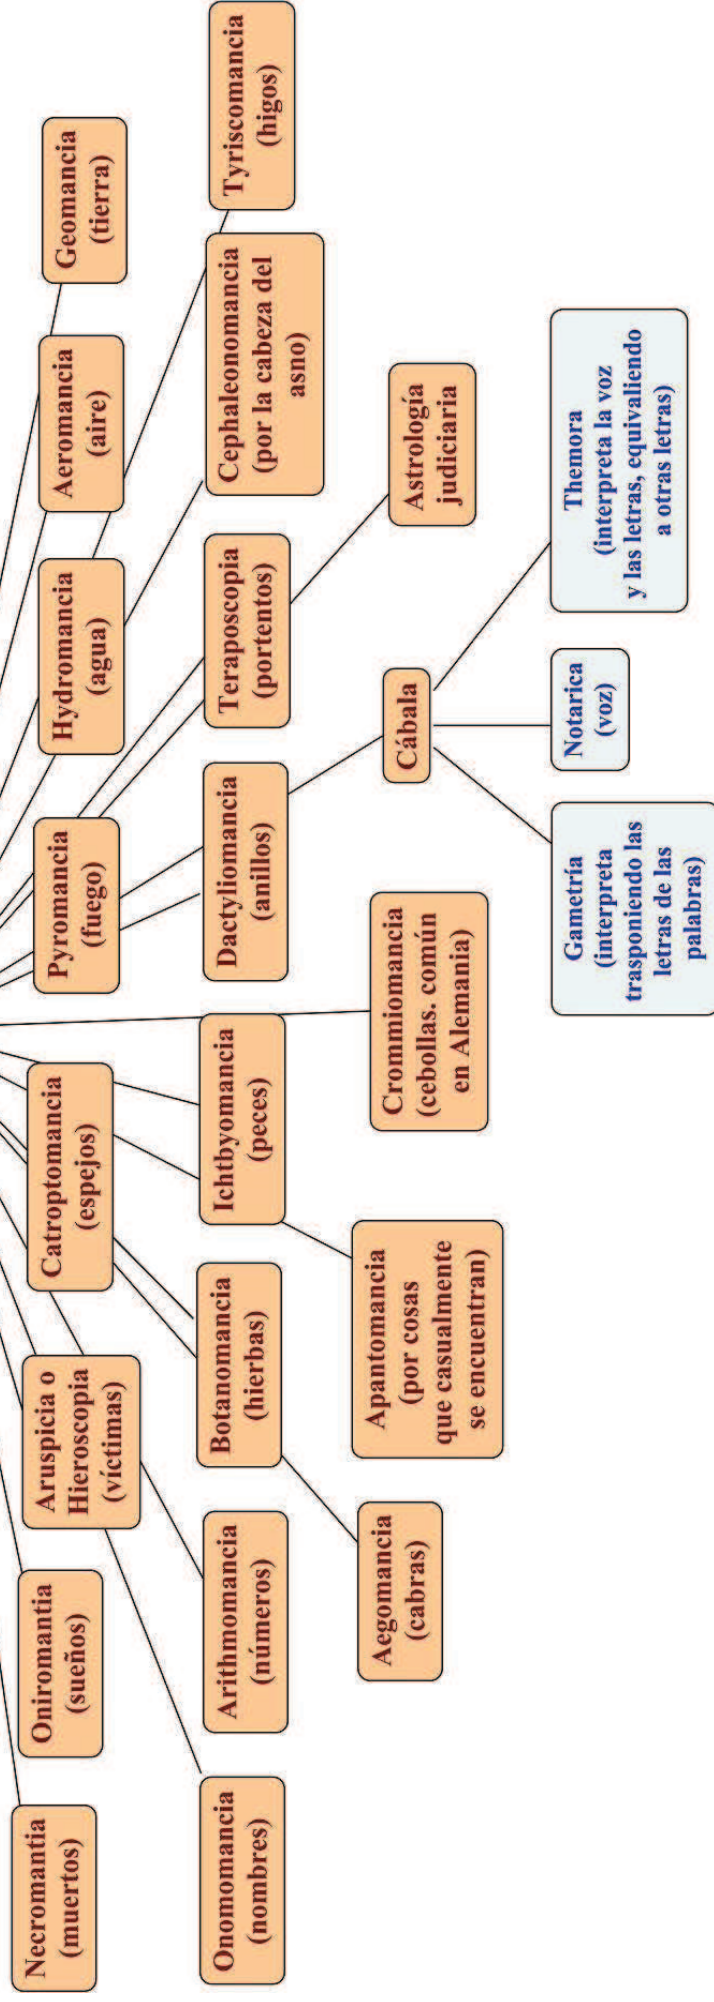 Necromantia
(muertos)
Oniromantia
(sueños)
Aruspicia o
Hieroscopia
(víctimas)
Catroptomancia
(espejos)
Pyromancia
(fuego)
Hydromancia
(agua)
Aeromancia
(aire)
Geomancia
(tierra)
Onomomancia
(nombres)
Arithmomancia
(números)
Botanomancia
(hierbas)
Ichtbyomancia
(peces)
Dactyliomancia
(anillos)
Teraposcopia
(portentos)
Cephaleonomancia
(por la cabeza del
asno)
Tyriscomancia
(higos)
Aegomancia
(cabras)
Apantomancia
(por cosas
que casualmente
se encuentran)
Crommiomancia
(cebollas. común
en Alemania)
Cábala
Astrología
judiciaria
Gametría
(interpreta
trasponiendo las
letras de las
palabras)
Notarica
(voz)
Themora
(interpreta la voz
y las letras, equivaliendo
a otras letras)